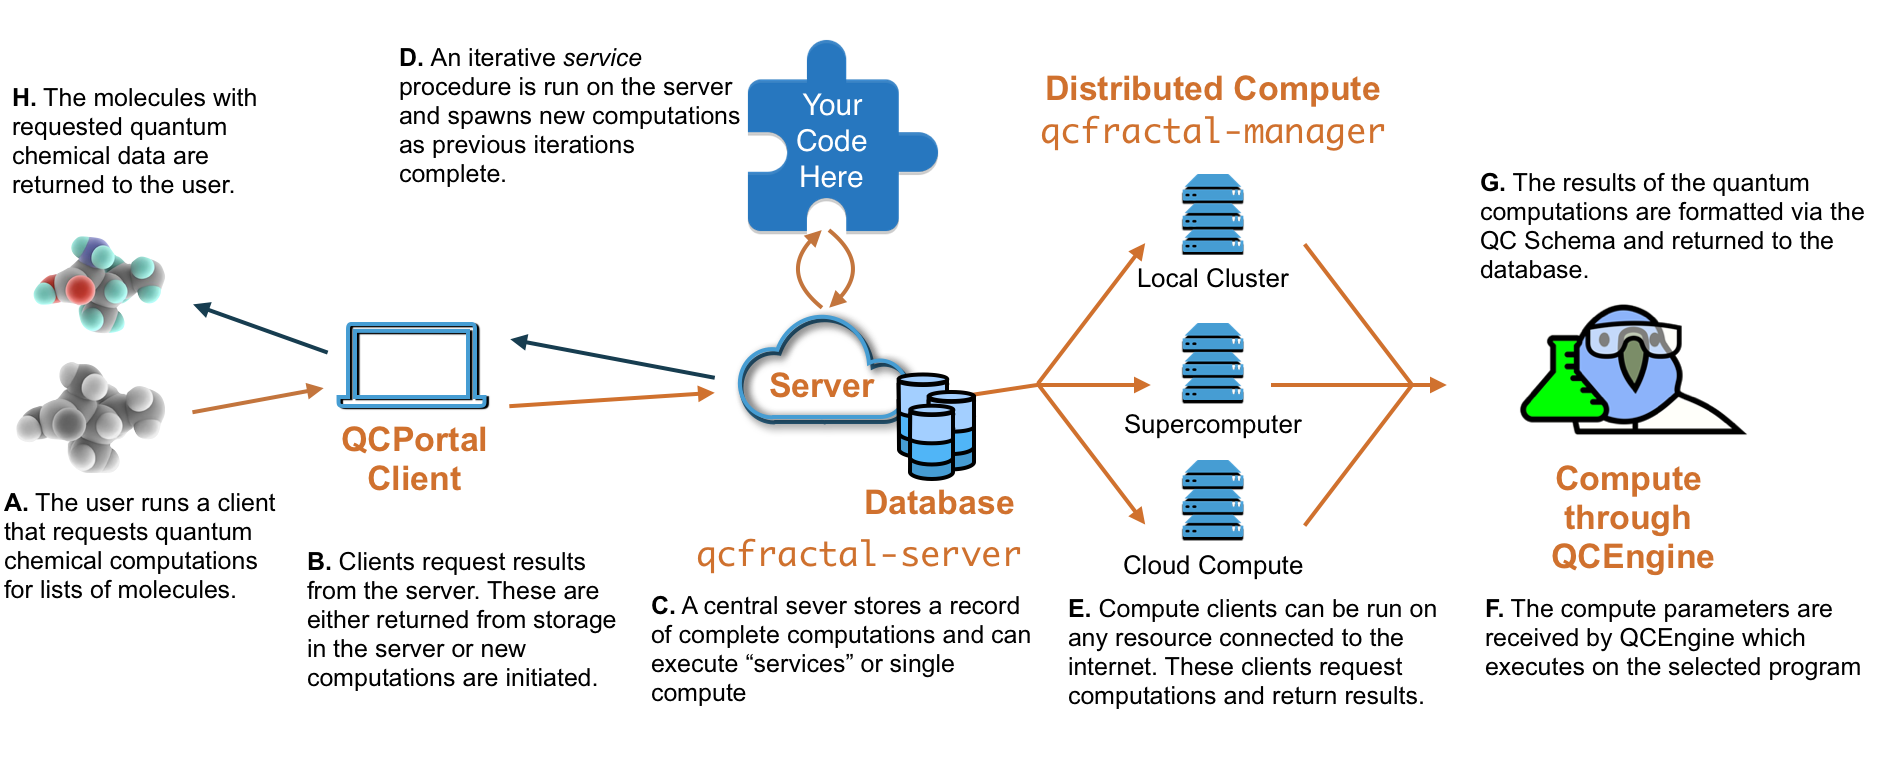 H. The molecules with
requested quantum
chemical data are
returned to the user.
D. An iterative service
procedure is run on the server
and spawns new computations
as previous iterations
complete.
Your
Code
Here
Distributed Compute
qcfractal-manager
Local Cluster
Supercomputer
Cloud Compute
G. The results of the quantum
computations are formatted via the
QC Schema and returned to the
database.
QCPortal
Client
Server
Database
qcfractal-server
Compute
through
QCEngine
A. The user runs a client
that requests quantum
chemical computations
for lists of molecules.
B. Clients request results
from the server. These are
either returned from storage
in the server or new
computations are initiated.
C. A central sever stores a record
of complete computations and can
execute “services” or single
compute
E. Compute clients can be run on
any resource connected to the
internet. These clients request
computations and return results.
F. The compute parameters are
received by QCEngine which
executes on the selected program